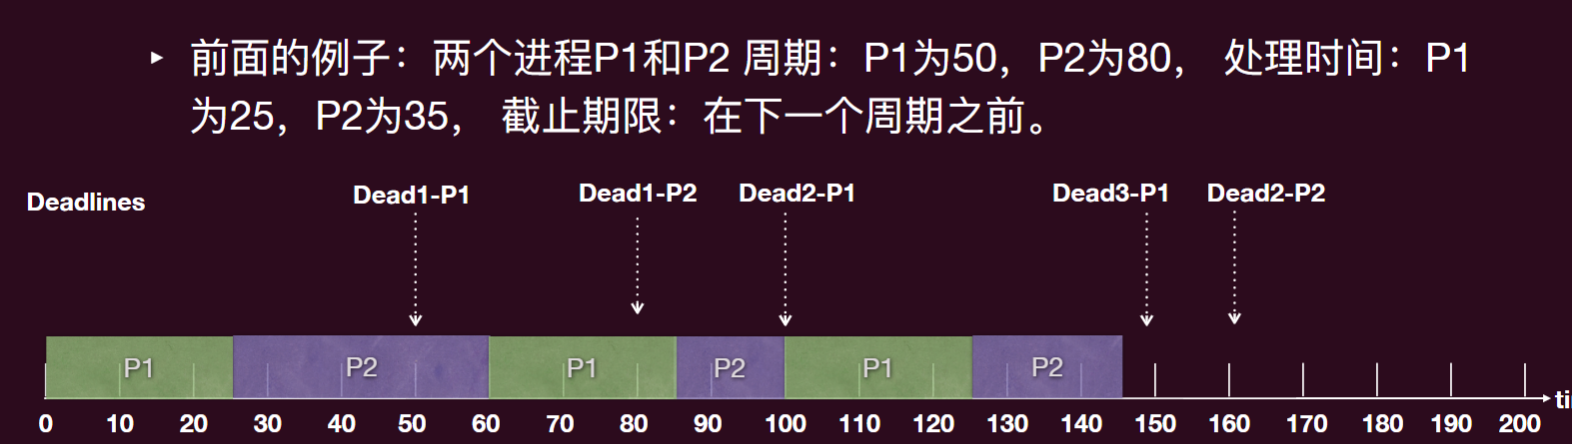 ▸ 前面的例子：两个进程P1和P2 周期：P1为50，P2为80， 处理时间：P1
为25，P2为35， 截止期限：在下一个周期之前。
Deadlines Dead1-P1 Dead1-P2 Dead2-P1 Dead3-P1 Dead2-P2
P1 P2 P1 P2 P1 P2
0 10 20 30 40 50 60 70 80 90 100 110 120 130 140 150 160 170 180 190 200